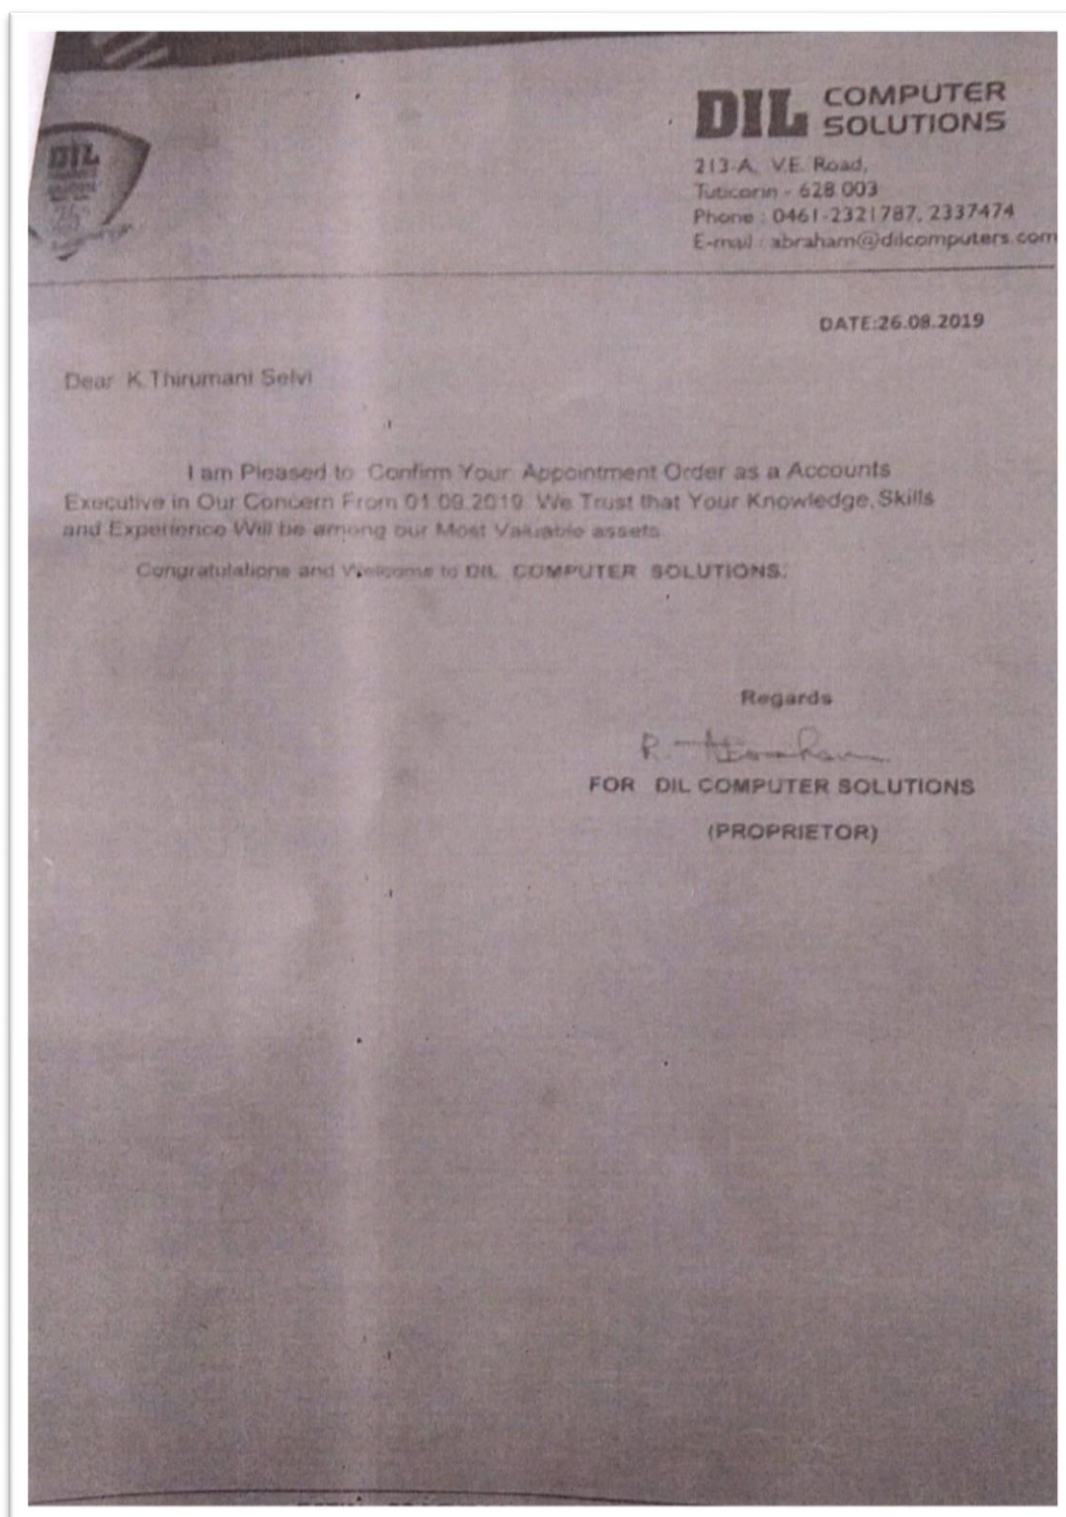 DIL COMPUTER
SOLUTIONS
213-A, V.E. Road,
Tuticorin - 628 003
Phone : 0461-2321787, 2337474
E-mail : abraham@dilcomputers.com
DIL
DATE:26.08.2019
Dear K.Thirumani Selvi
I am Pleased to Confirm Your Appointment Order as a Accounts
Executive in Our Concern From 01.09.2019. We Trust that Your Knowledge, Skills
and Experience Will be among our Most Valuable assets.
Congratulations and Welcome to DIL COMPUTER SOLUTIONS.
Regards
R. Abraham
FOR DIL COMPUTER SOLUTIONS
(PROPRIETOR)